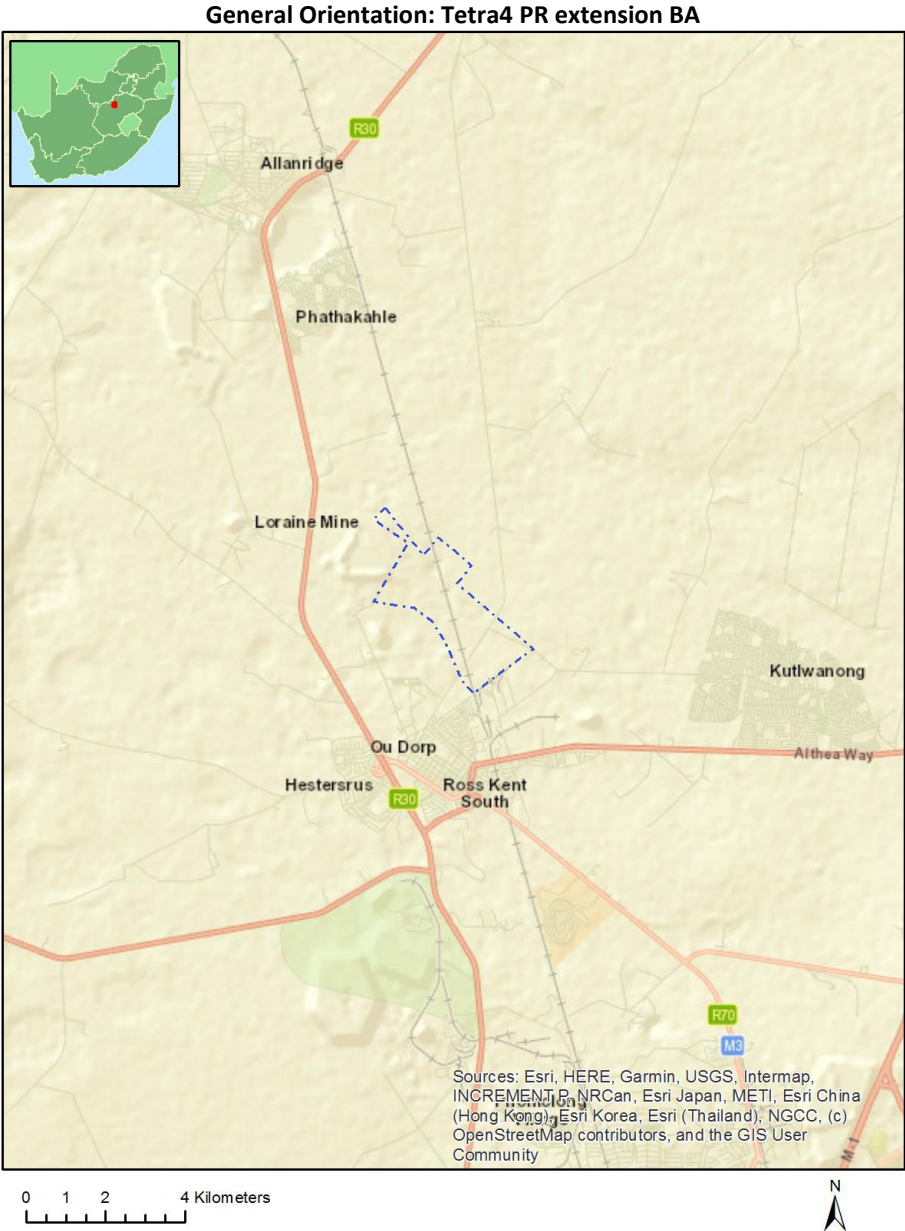 General Orientation: Tetra4 PR extension BA
R30
Allanridge
Phathakahle
Loraine Mine
Kutlwanong
Ou Dorp
Althea Way
Hestersrus
Ross Kent
South
R30
R70
M3
Sources: Esri, HERE, Garmin, USGS, Intermap,
INCREMENT P, NRCan, Esri Japan, METI, Esri China
(Hong Kong), Esri Korea, Esri (Thailand), NGCC, (c)
OpenStreetMap contributors, and the GIS User
Community
M-1
0 1 2 4 Kilometers
N